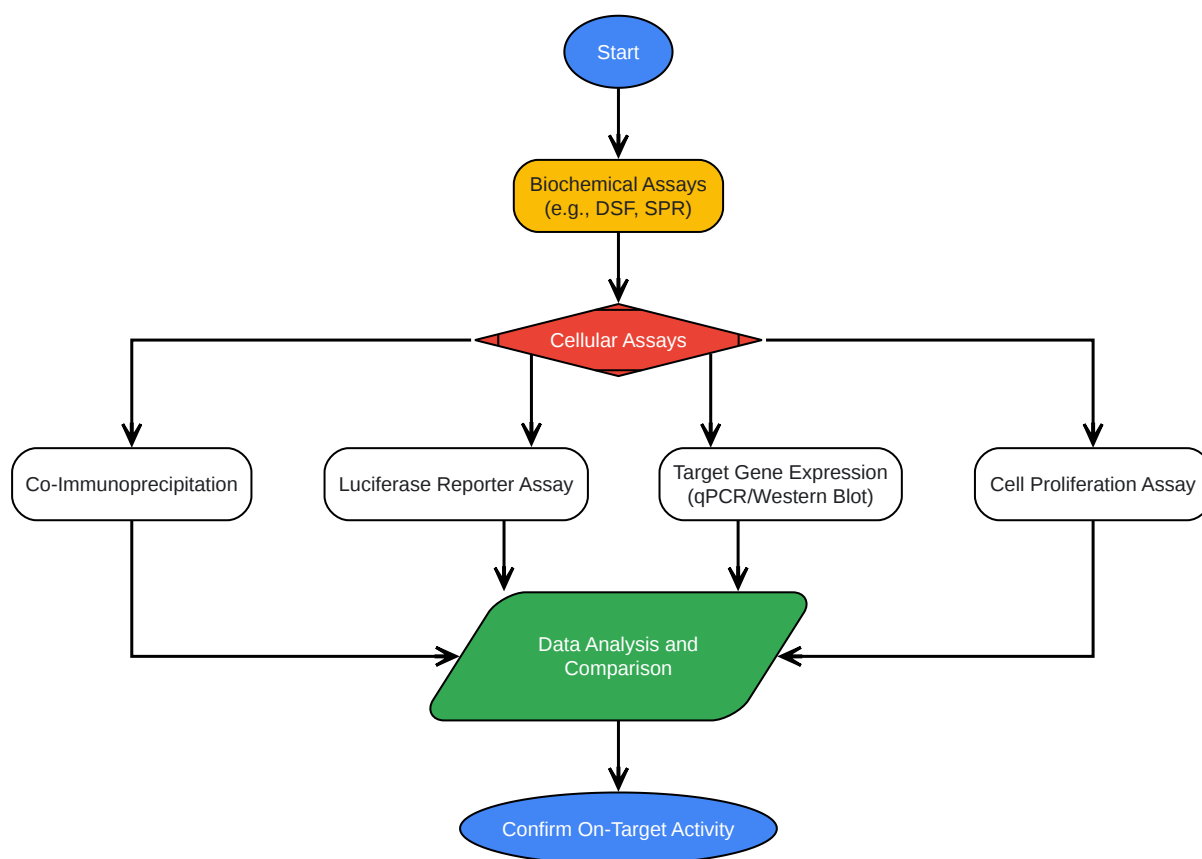 Start
Biochemical Assays
(e.g., DSF, SPR)
Cellular Assays
Co-Immunoprecipitation
Luciferase Reporter Assay
Target Gene Expression
(qPCR/Western Blot)
Cell Proliferation Assay
Data Analysis and
Comparison
Confirm On-Target Activity